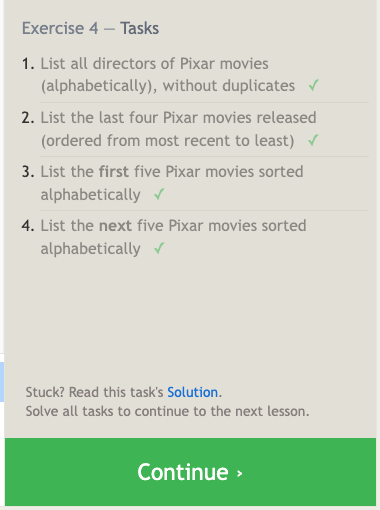 Exercise 4 — Tasks
1. List all directors of Pixar movies
(alphabetically), without duplicates ✓
2. List the last four Pixar movies released
(ordered from most recent to least) ✓
3. List the first five Pixar movies sorted
alphabetically ✓
4. List the next five Pixar movies sorted
alphabetically ✓
Stuck? Read this task's Solution.
Solve all tasks to continue to the next lesson.
Continue ›